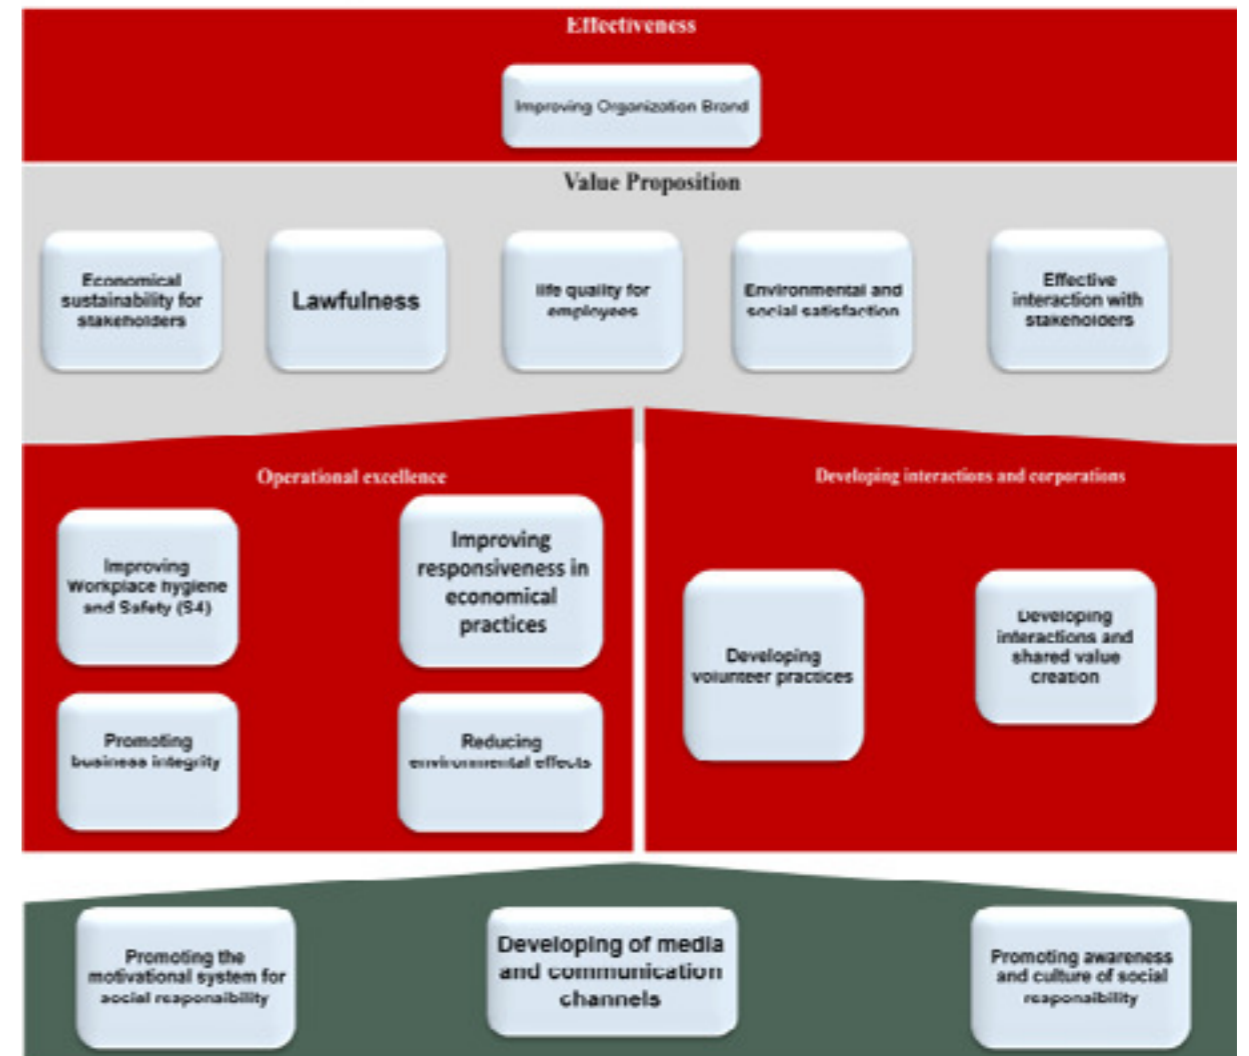 Effectiveness
Improving Organization Brand
Value Proposition
Economical
sustainability for
stakeholders
Lawfulness
life quality for
employees
Environmental and
social satisfaction
Effective
interaction with
stakeholders
Operational excellence
Improving
Workplace hygiene
and Safety (S4)
Improving
responsiveness in
economical
practices
Promoting
business integrity
Reducing
environmental effects
Developing interactions and corporations
Developing
volunteer practices
Developing
interactions and
shared value
creation
Promoting the
motivational system for
social responsibility
Developing of media
and communication
channels
Promoting awareness
and culture of social
responsibility